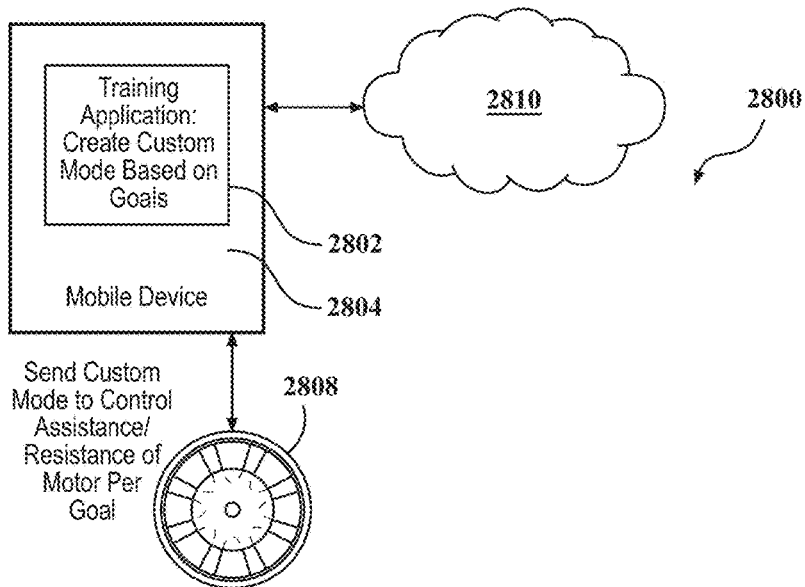 Training
Application:
Create Custom
Mode Based on
Goals
2810
2800
2802
2804
Mobile Device
Send Custom
Mode to Control
Assistance/
Resistance of
Motor Per
Goal
2808